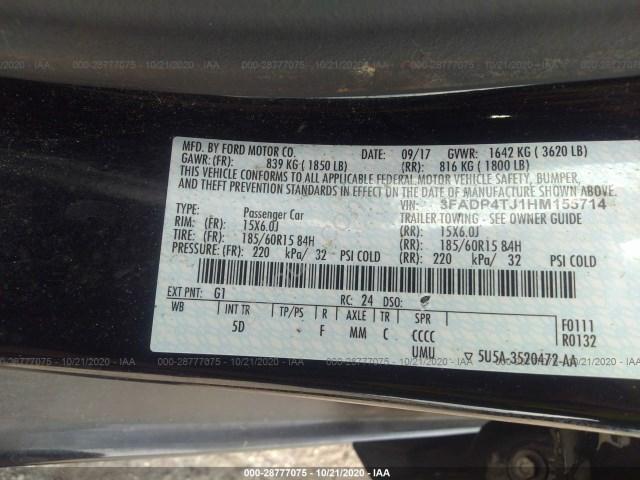 000-28777075 - 10/21/2020 - IAA
MFD. BY FORD MOTOR CO. DATE: 09/17 GVWR: 1642 KG ( 3620 LB)
GAWR: (FR): 839 KG ( 1850 LB) (RR): 816 KG ( 1800 LB)
THIS VEHICLE CONFORMS TO ALL APPLICABLE FEDERAL MOTOR VEHICLE SAFETY, BUMPER,
AND THEFT PREVENTION STANDARDS IN EFFECT ON THE DATE OF MANUFACTURE SHOWN ABOVE.
VIN: 3FADP4TJ1HM155714
TYPE: Passenger Car TRAILER TOWING - SEE OWNER GUIDE
RIM: (FR): 15X6.0J (RR): 15X6.0J
TIRE: (FR): 185/60R15 84H (RR): 185/60R15 84H
PRESSURE: (FR): 220 kPa/ 32 PSI COLD (RR): 220 kPa/ 32 PSI COLD
EXT PNT: G1 RC: 24 DSO:
WB INT TR TP/PS R AXLE TR SPR
5D F MM C CCCC
UMU
F0111
R0132
5U5A-3520472-AA
000-28777075 - 10/21/2020 - IAA